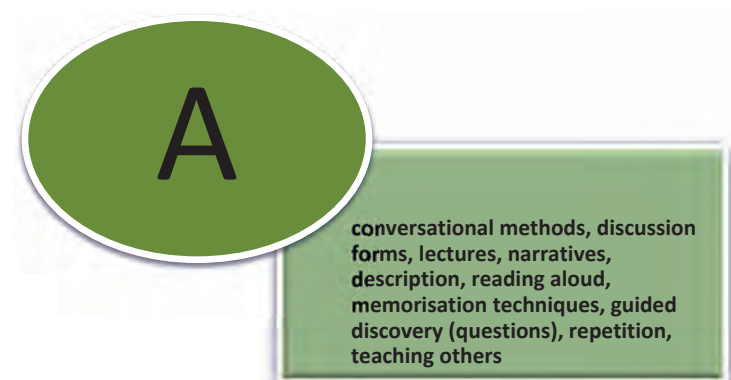 A
conversational methods, discussion
forms, lectures, narratives,
description, reading aloud,
memorisation techniques, guided
discovery (questions), repetition,
teaching others